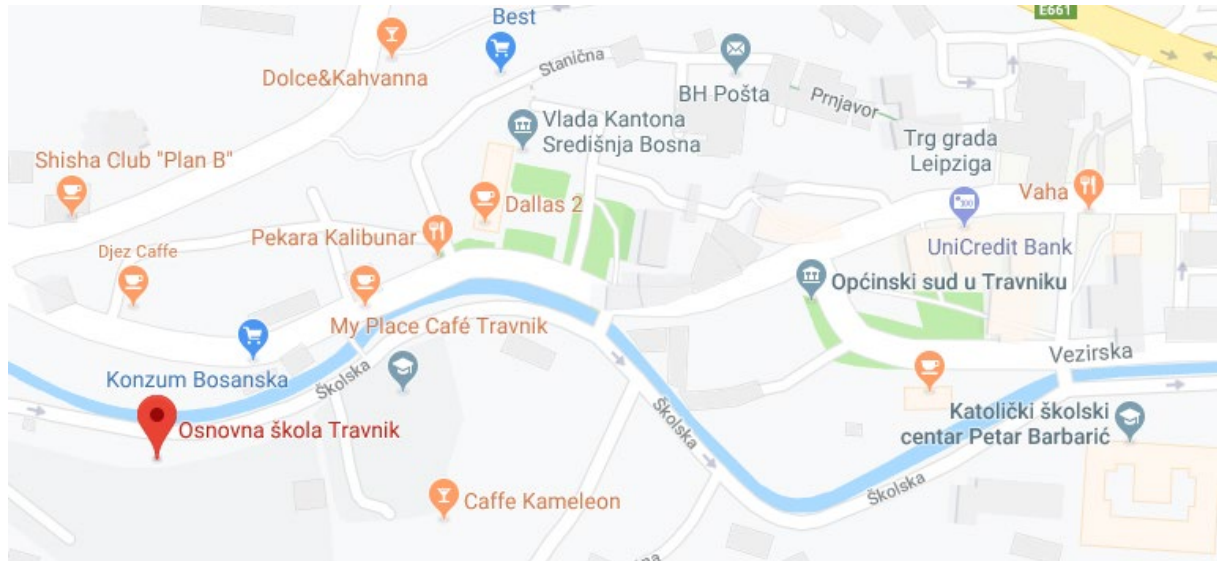 E661
Best
Dolce&Kahvanna
Stanična
BH Pošta
Prnjavor
Vlada Kantona
Središnja Bosna
Trg grada
Leipziga
Shisha Club "Plan B"
Vaha
Dallas 2
Pekara Kalibunar
UniCredit Bank
Djez Caffe
Općinski sud u Travniku
My Place Café Travnik
Vezirska
Konzum Bosanska
Školska
Osnovna škola Travnik
Školska
Katolički školski
centar Petar Barbarić
Školska
Caffe Kameleon